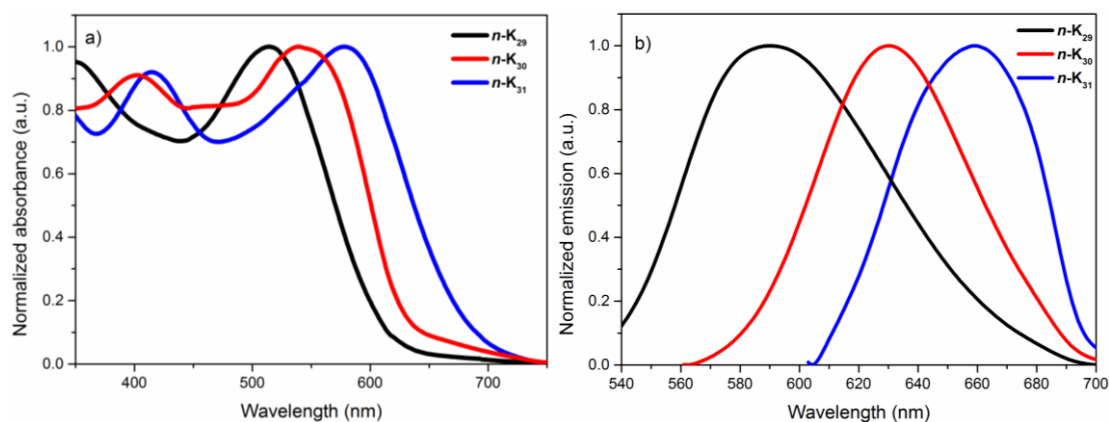 a)
n-K29
n-K30
n-K31
Normalized absorbance (a.u.)
1.0
0.8
0.6
0.4
0.2
0.0
400
500
600
700
Wavelength (nm)
b)
n-K29
n-K30
n-K31
Normalized emission (a.u.)
1.0
0.8
0.6
0.4
0.2
0.0
540
560
580
600
620
640
660
680
700
Wavelength (nm)